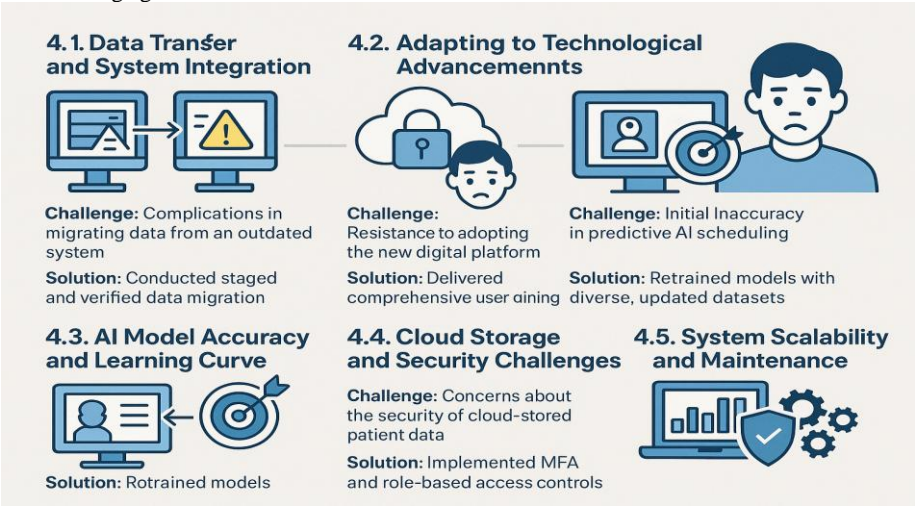 4.1. Data Transfer
and System Integration
Challenge: Complications in
migrating data from an outdated
system
Solution: Conducted staged
and verified data migration
4.2. Adapting to Technological
Advancemennts
Challenge:
Resistance to adopting
the new digital platform
Solution: Delivered
comprehensive user aining
Challenge: Initial Inaccuracy
in predictive AI scheduling
Solution: Retrained models with
diverse, updated datasets
4.3. AI Model Accuracy
and Learning Curve
Solution: Rotrained models
4.4. Cloud Storage
and Security Challenges
Challenge: Concerns about
the security of cloud-stored
patient data
Solution: Implemented MFA
and role-based access controls
4.5. System Scalability
and Maintenance